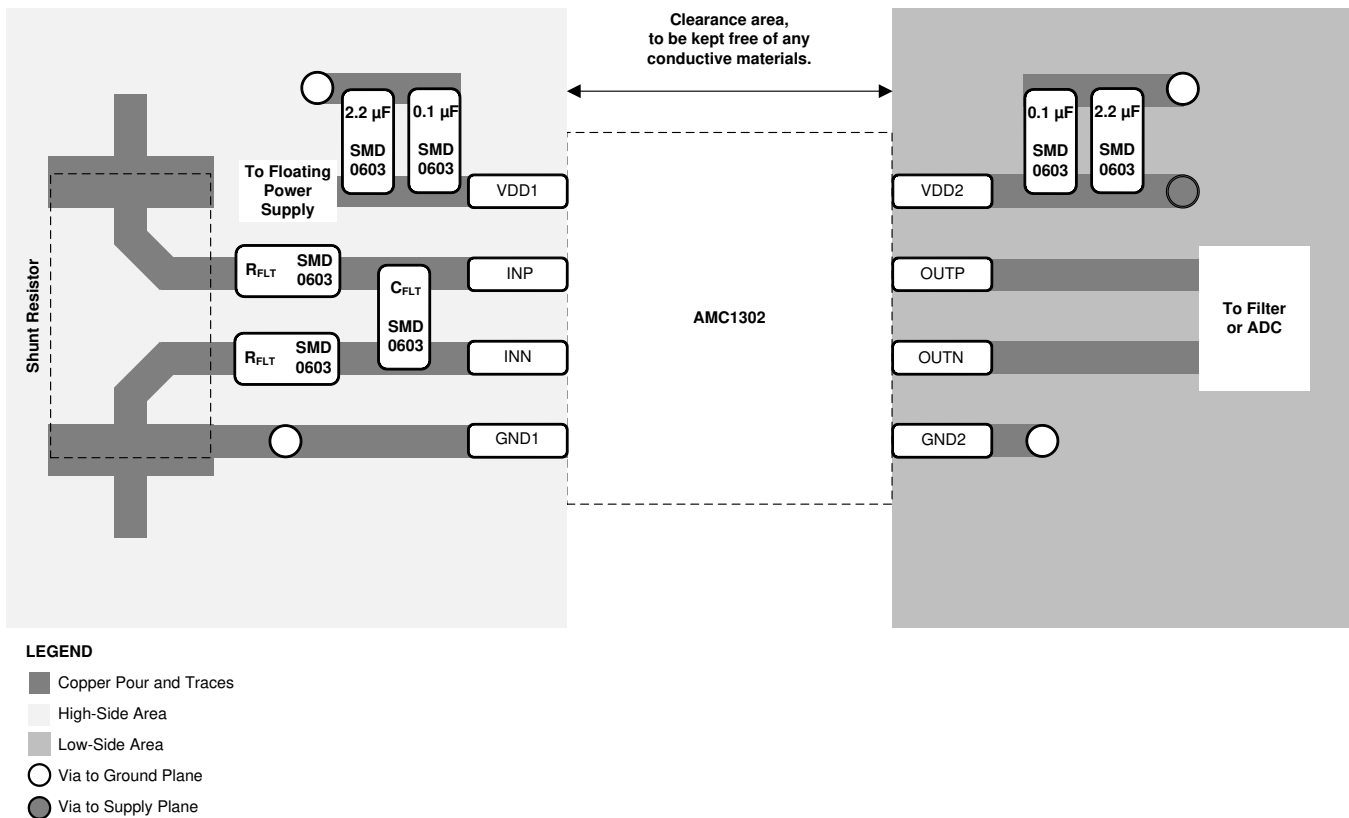 Clearance area,
to be kept free of any
conductive materials.
2.2 µF
SMD
0603
0.1 µF
SMD
0603
To Floating
Power
Supply
VDD1
Shunt Resistor
RFLT
SMD
0603
CFLT
SMD
0603
INP
RFLT
SMD
0603
INN
GND1
AMC1302
0.1 µF
SMD
0603
2.2 µF
SMD
0603
VDD2
OUTP
OUTN
To Filter
or ADC
GND2
LEGEND
Copper Pour and Traces
High-Side Area
Low-Side Area
Via to Ground Plane
Via to Supply Plane